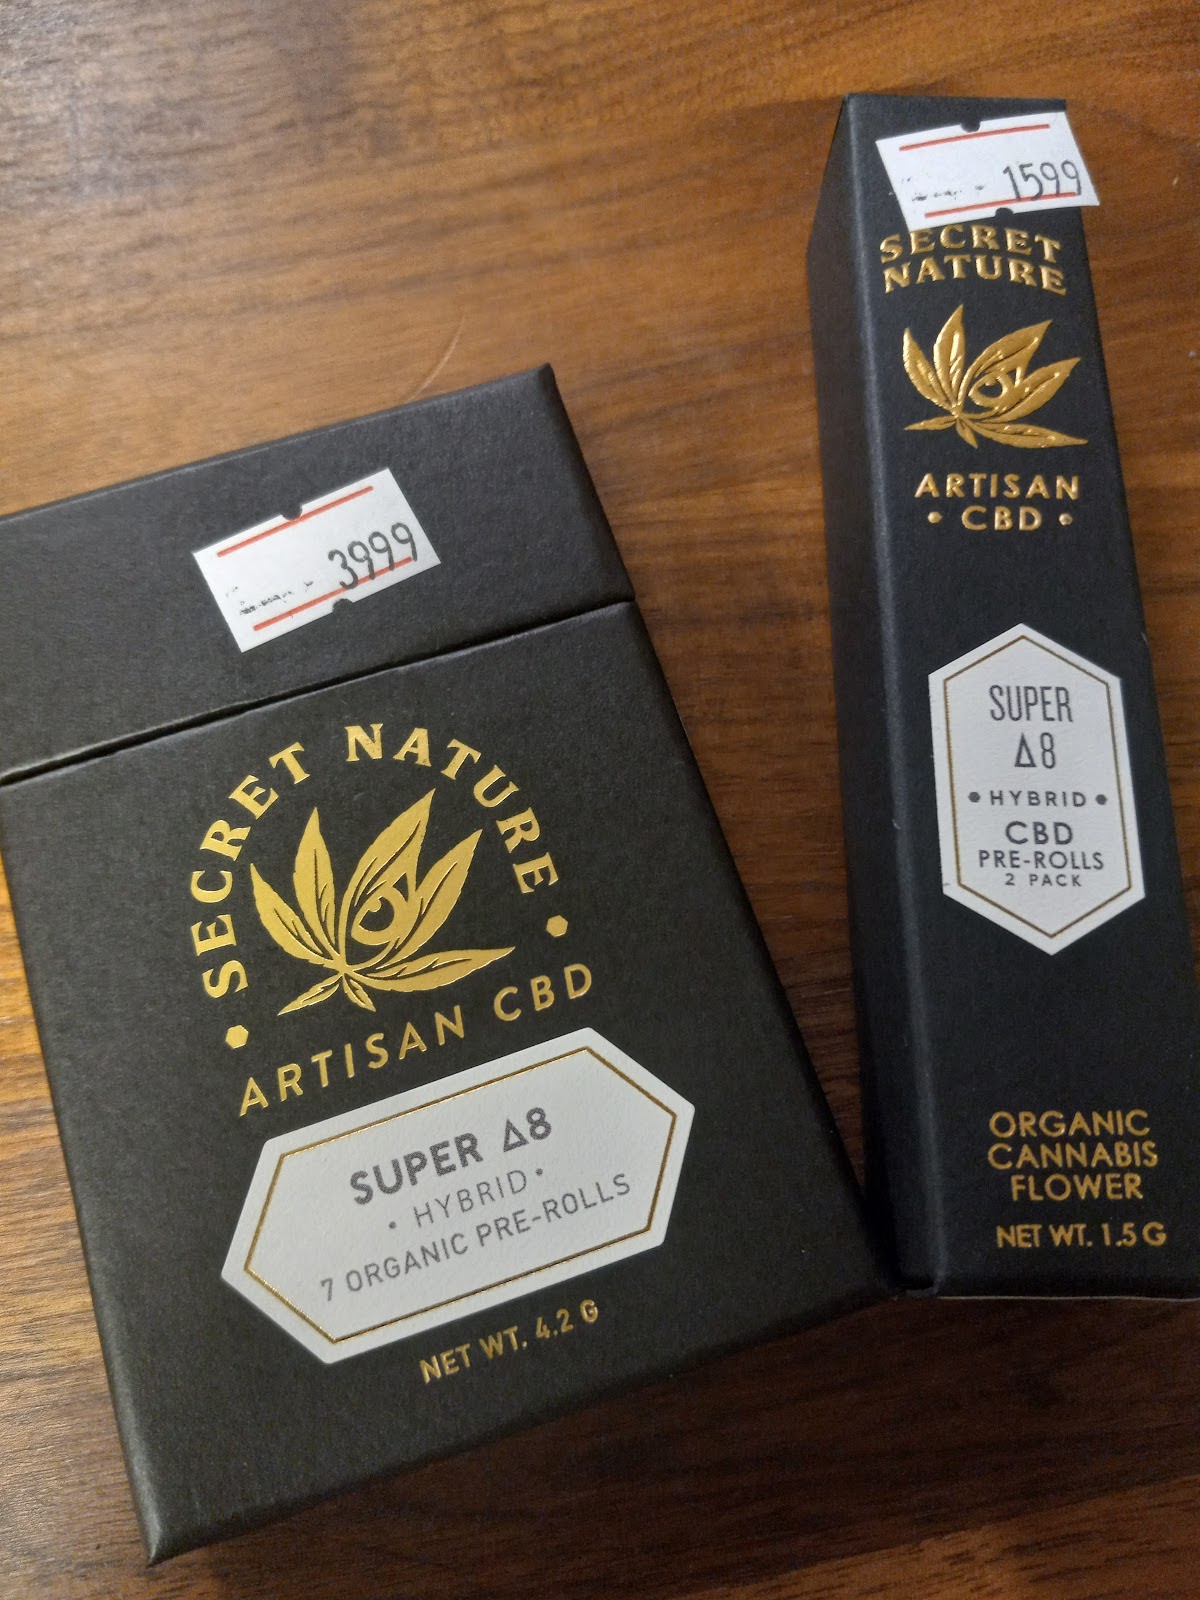 3999
SECRET NATURE
ARTISAN CBD
SUPER Δ8
• HYBRID •
7 ORGANIC PRE-ROLLS
NET WT. 4.2 G
1599
SECRET
NATURE
ARTISAN
• CBD •
SUPER
Δ8
• HYBRID •
CBD
PRE-ROLLS
2 PACK
ORGANIC
CANNABIS
FLOWER
NET WT. 1.5 G